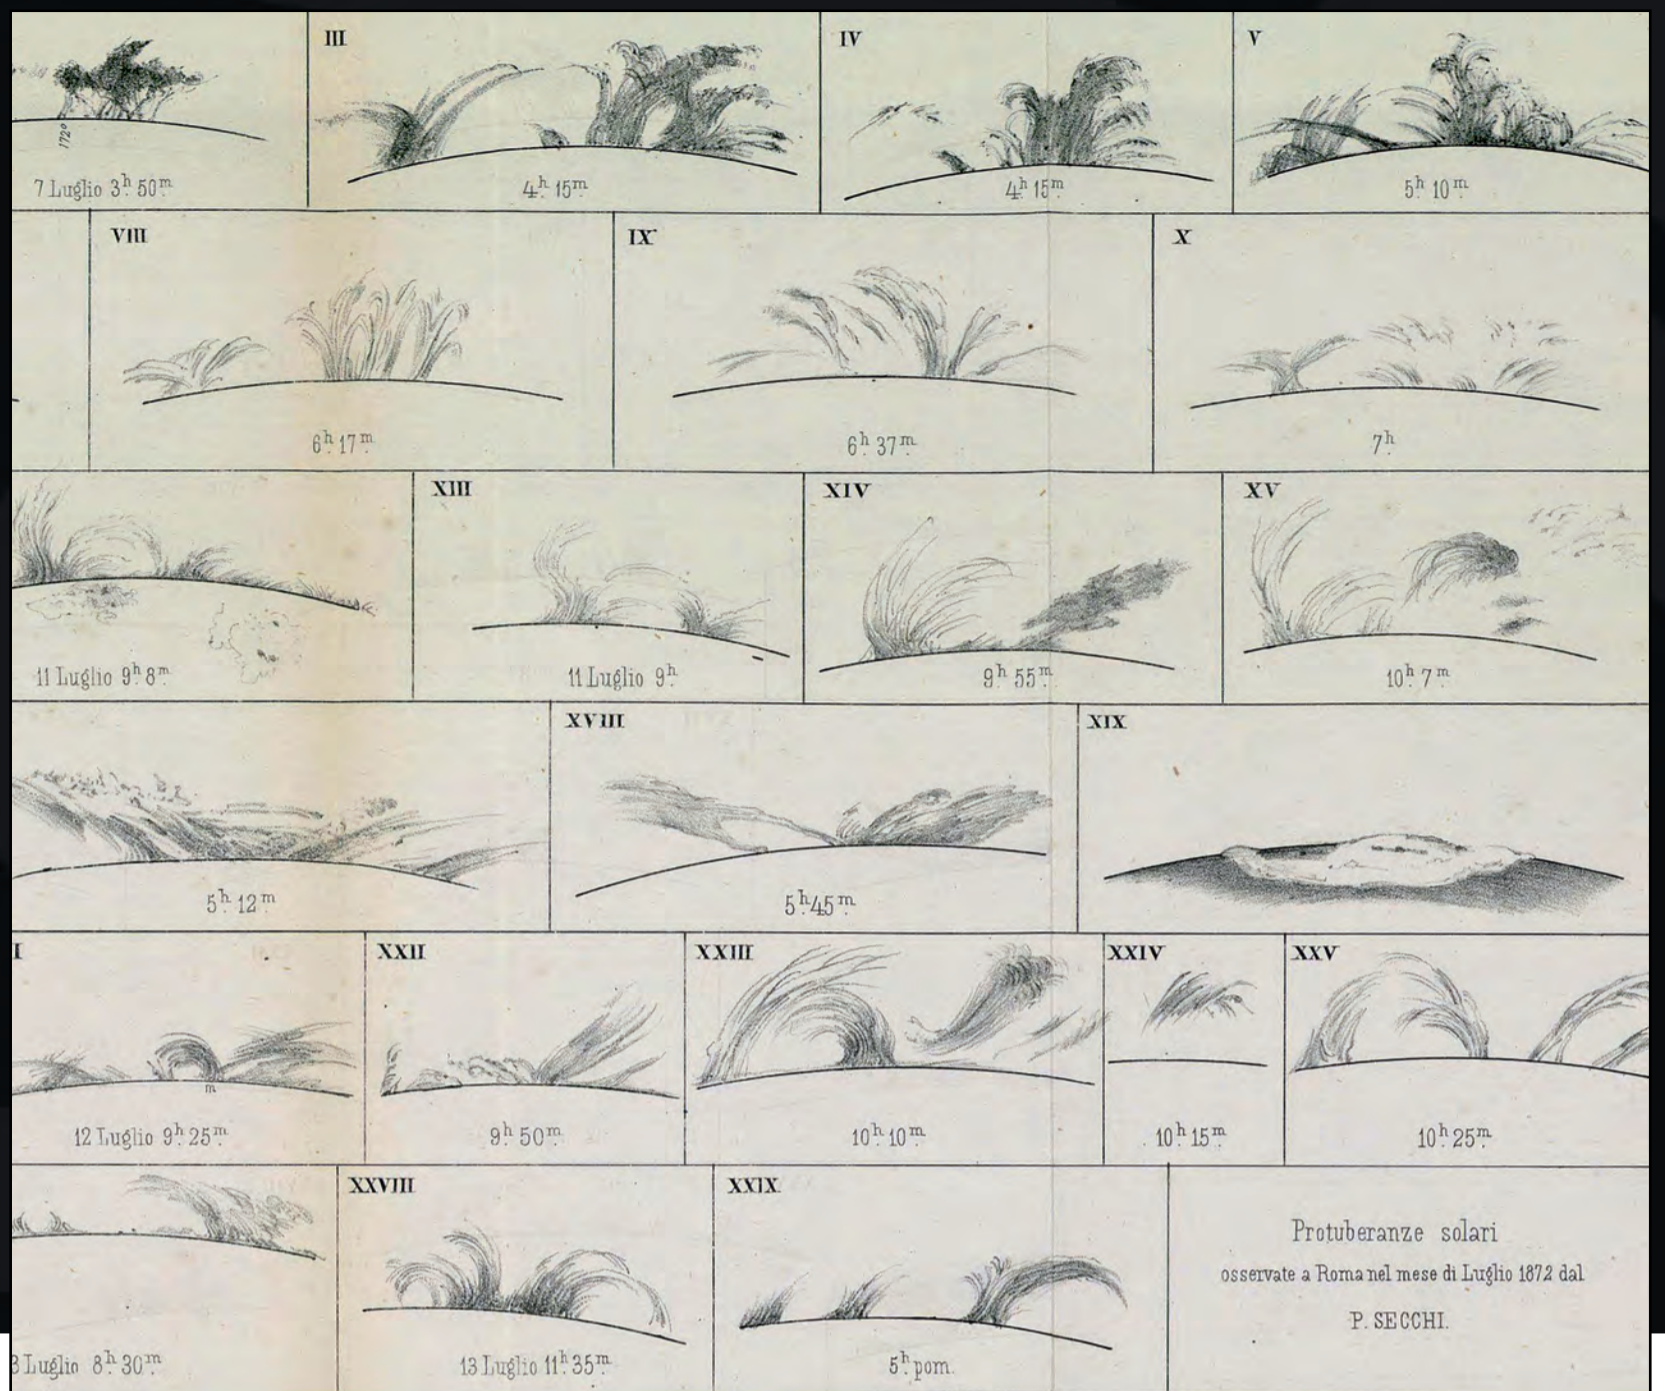 172º
7 Luglio 3h. 50m.
III
4h. 15m.
IV
4h. 15m
V
5h 10m.
VIII
6h. 17m.
IX
6h. 37m.
X
7h.
11 Luglio 9h. 8m.
XIII
11 Luglio 9h.
XIV
9h. 55m.
XV
10h. 7m.
5h. 12m
XVIII
5h. 45m.
XIX
I
m
12 Luglio 9h. 25m.
XXII
9h. 50m.
XXIII
10h. 10m.
XXIV
10h. 15m.
XXV
10h. 25m.
3 Luglio 8h. 30m.
XXVIII
13 Luglio 11h. 35m.
XXIX.
5h. pom.
Protuberanze solari
osservate a Roma nel mese di Luglio 1872 dal
P. SECCHI.